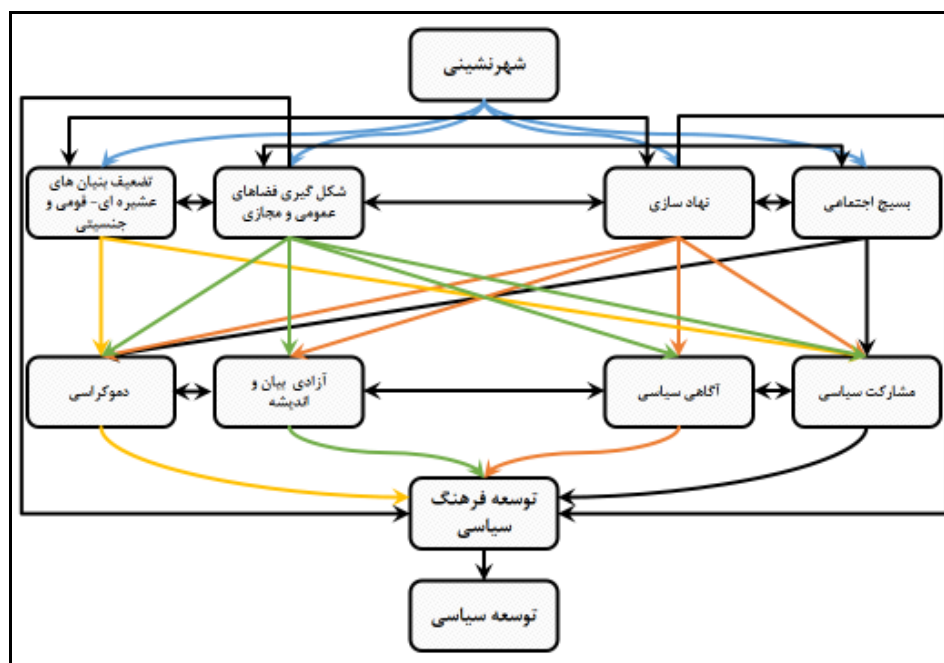 شهرنشینی
بسیج اجتماعی
نهاد سازی
شکل گیری فضاهای
عمومی و مجازی
تضعیف بنیان های
عشیره ای- قومی و
جنسیتی
مشارکت سیاسی
آگاهی سیاسی
آزادی بیان و
اندیشه
دموکراسی
توسعه فرهنگ
سیاسی
توسعه سیاسی